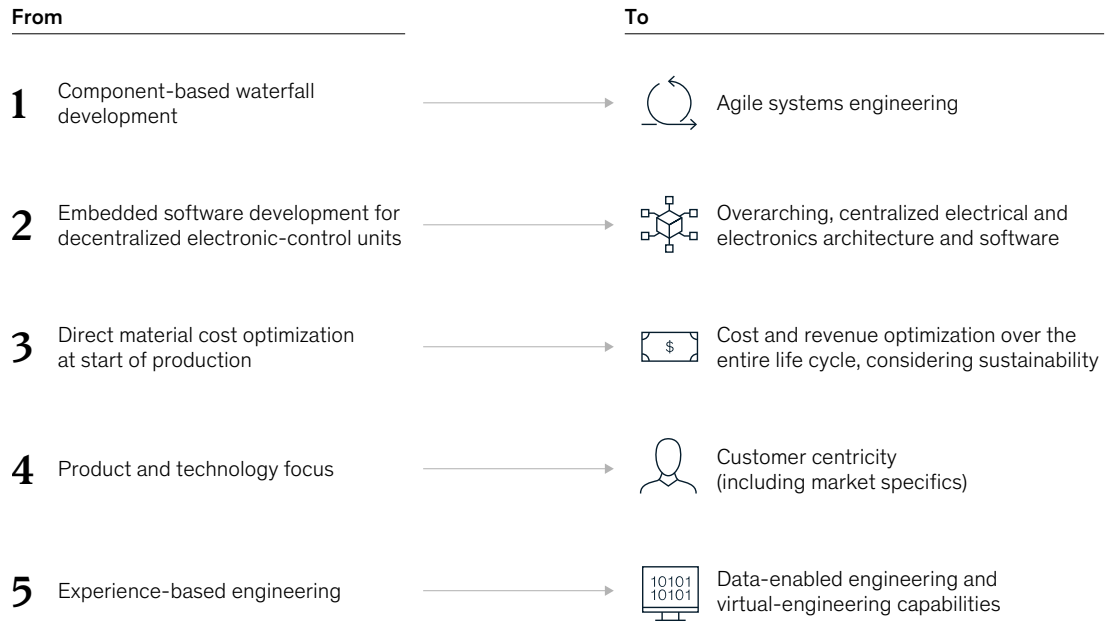 From
To
1
Component-based waterfall
development
Agile systems engineering
2
Embedded software development for
decentralized electronic-control units
Overarching, centralized electrical and
electronics architecture and software
3
Direct material cost optimization
at start of production
$
Cost and revenue optimization over the
entire life cycle, considering sustainability
4
Product and technology focus
Customer centricity
(including market specifics)
5
Experience-based engineering
10101
10101
Data-enabled engineering and
virtual-engineering capabilities